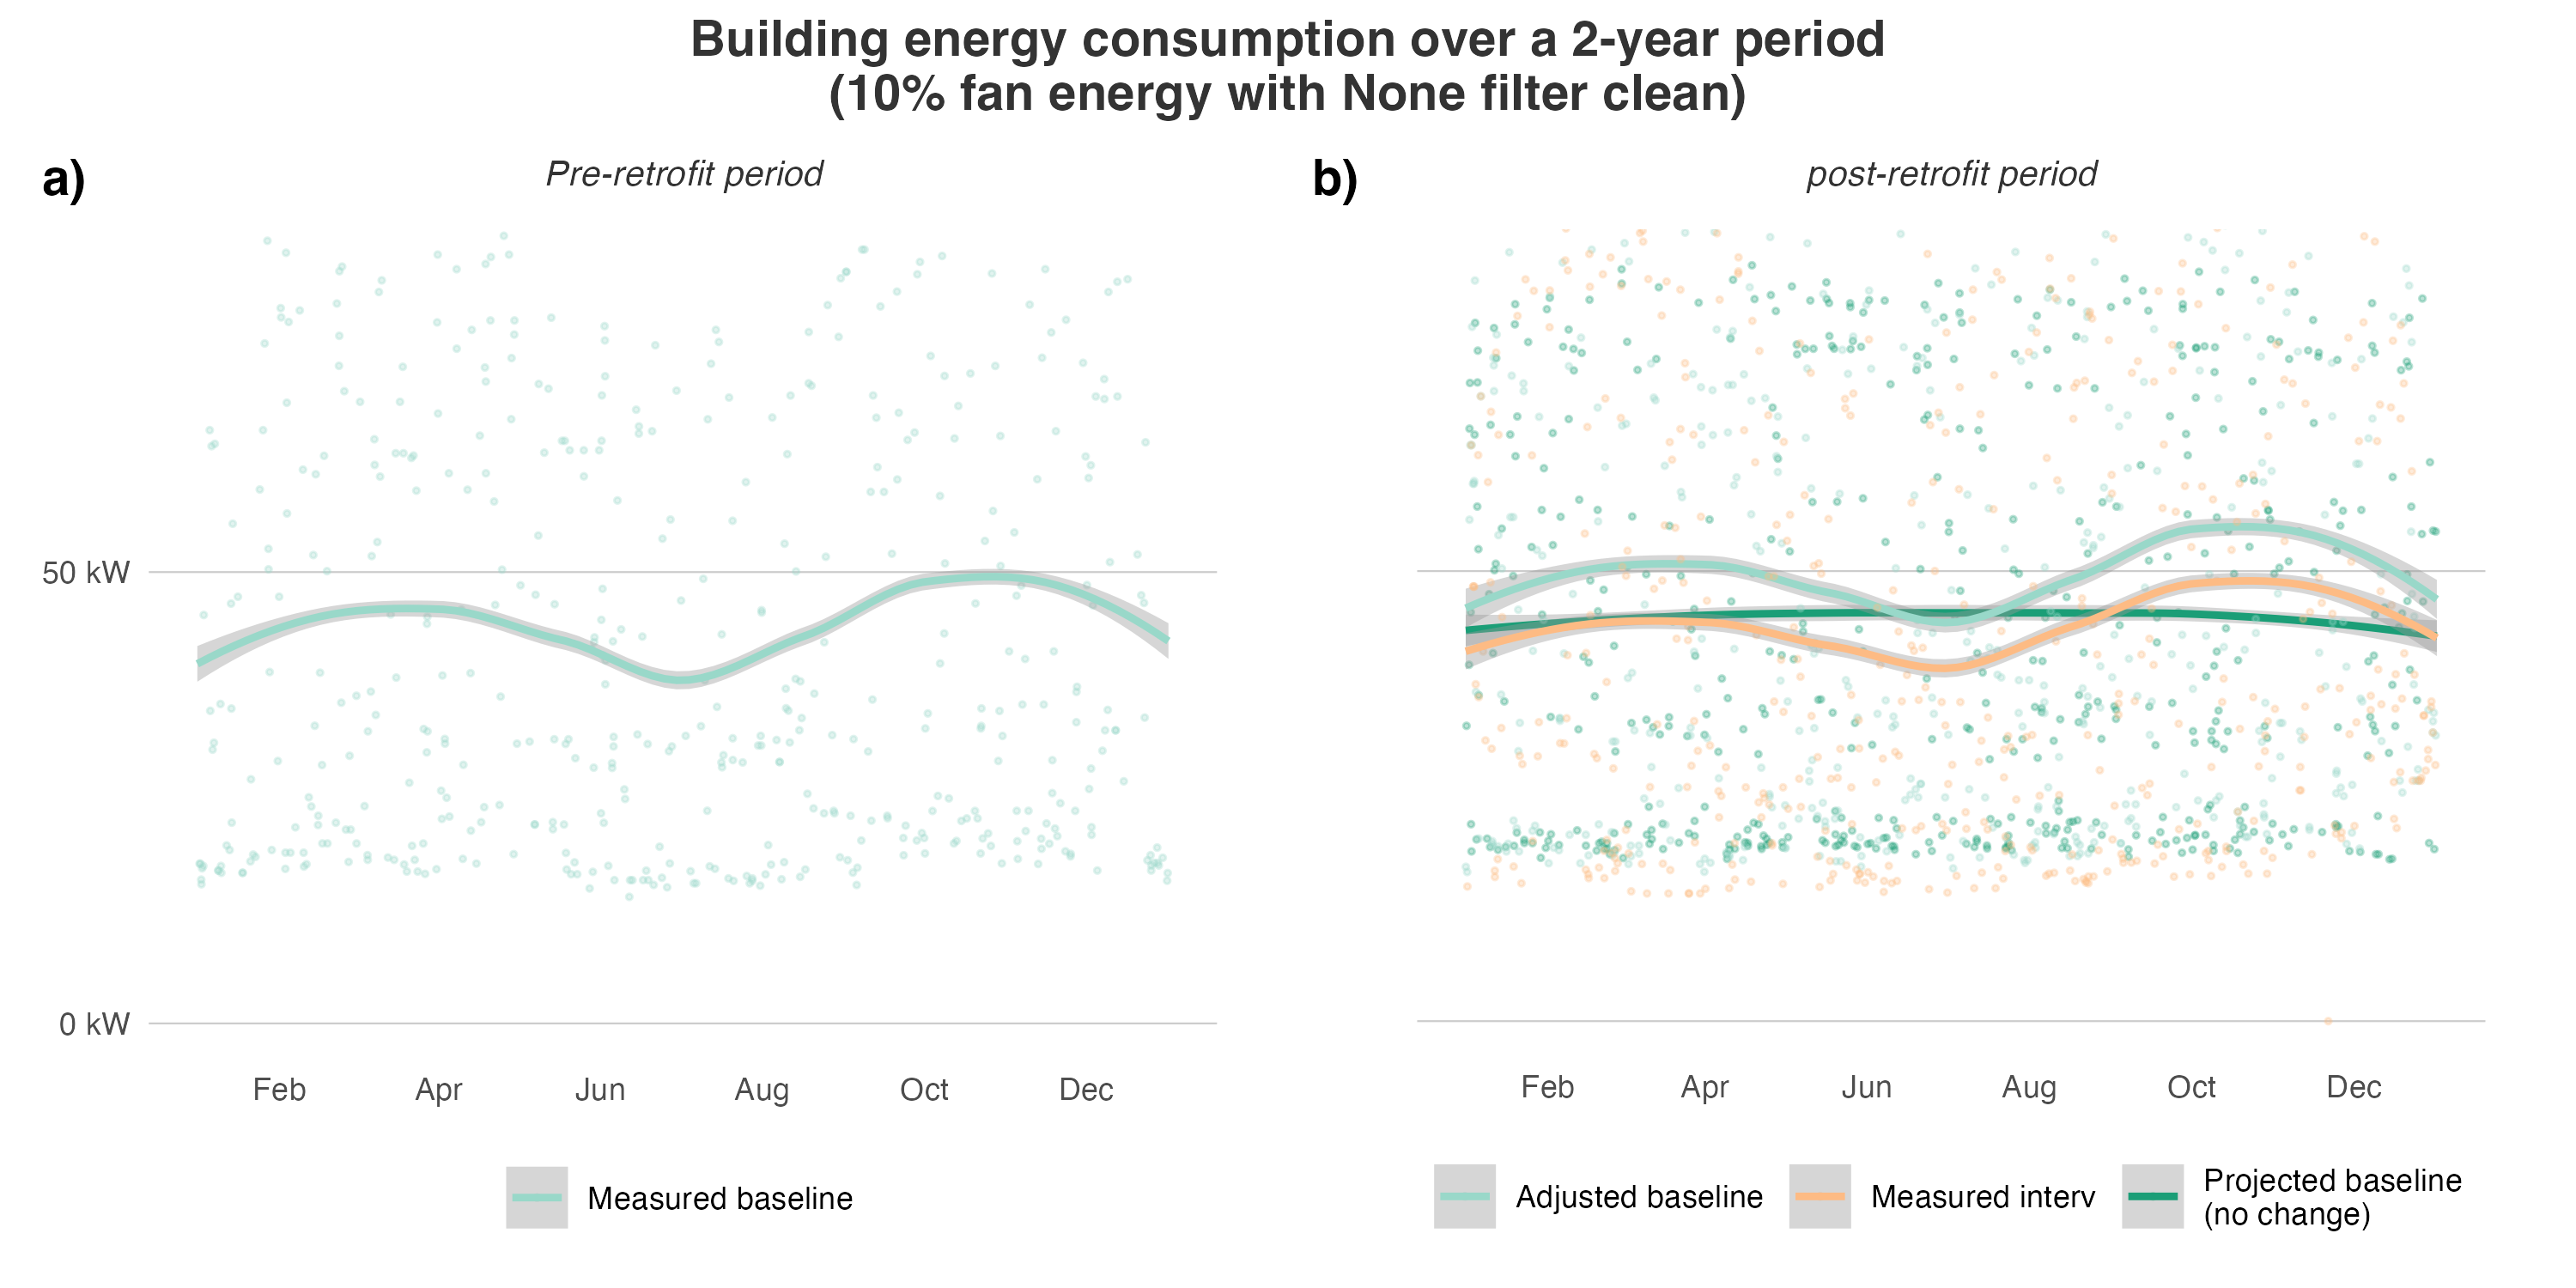 Building energy consumption over a 2-year period
(10% fan energy with None filter clean)
a)
Pre-retrofit period
50 kW
0 kW
Feb Apr Jun Aug Oct Dec
Measured baseline
b)
post-retrofit period
Feb Apr Jun Aug Oct Dec
Adjusted baseline
Measured interv
Projected baseline
(no change)